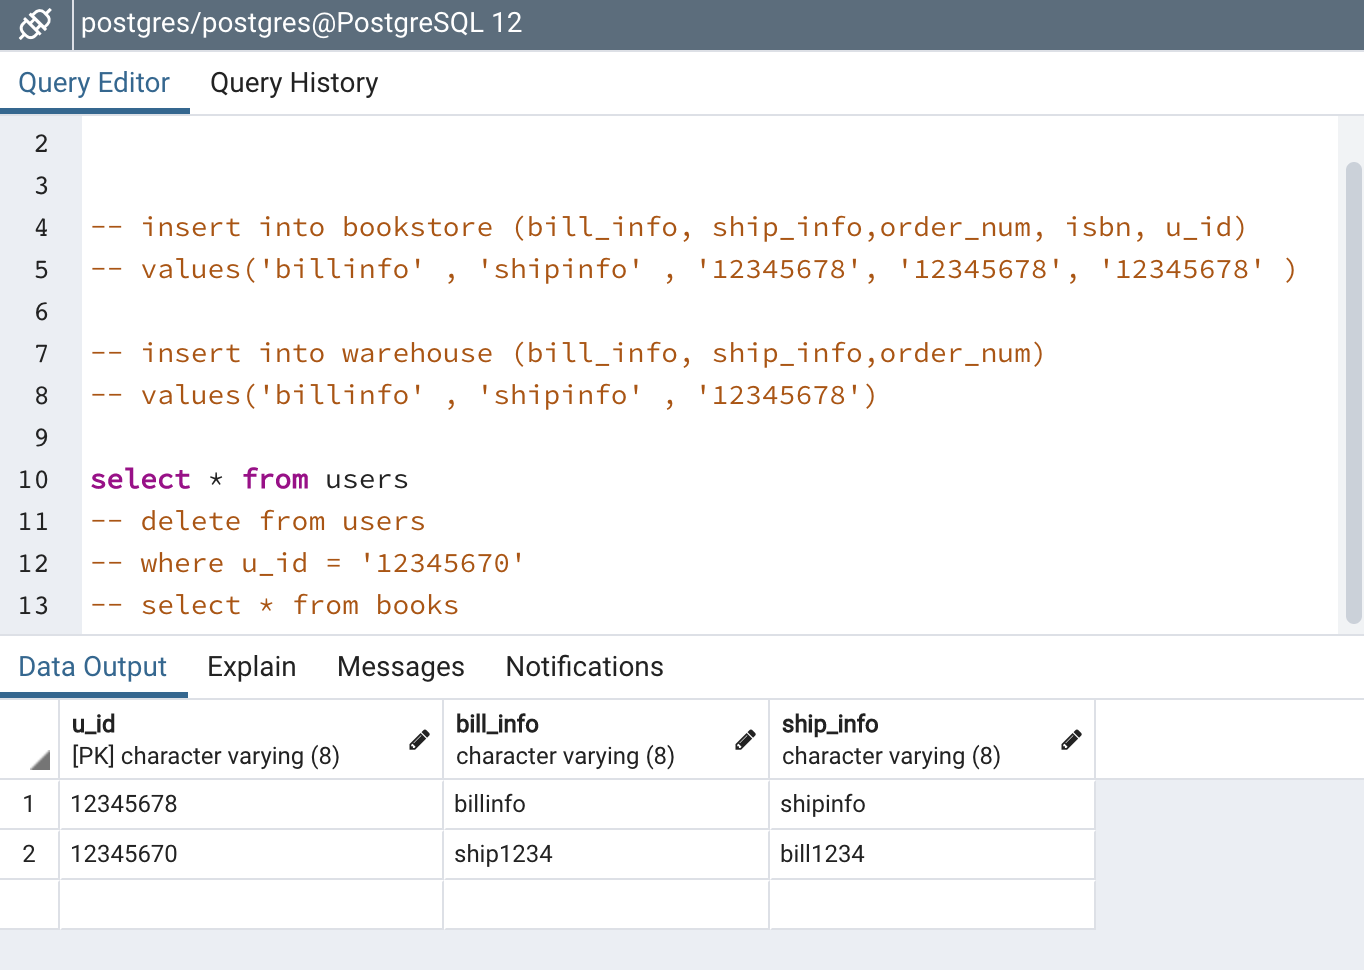 postgres/postgres@PostgreSQL 12
Query Editor Query History
2
3
4 -- insert into bookstore (bill_info, ship_info,order_num, isbn, u_id)
5 -- values('billinfo' , 'shipinfo' , '12345678', '12345678', '12345678' )
6
7 -- insert into warehouse (bill_info, ship_info,order_num)
8 -- values('billinfo' , 'shipinfo' , '12345678')
9
10 select * from users
11 -- delete from users
12 -- where u_id = '12345670'
13 -- select * from books
Data Output Explain Messages Notifications
u_id bill_info ship_info
[PK] character varying (8) character varying (8) character varying (8)
1 12345678 billinfo shipinfo
2 12345670 ship1234 bill1234